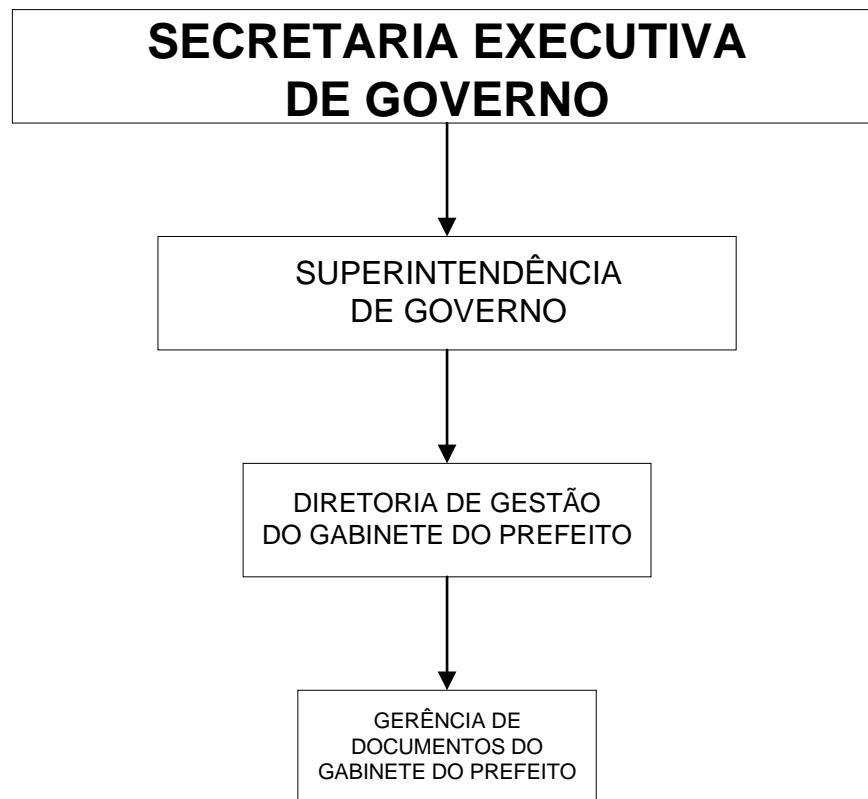 SECRETARIA EXECUTIVA
DE GOVERNO
SUPERINTENDÊNCIA
DE GOVERNO
DIRETORIA DE GESTÃO
DO GABINETE DO PREFEITO
GERÊNCIA DE
DOCUMENTOS DO
GABINETE DO PREFEITO